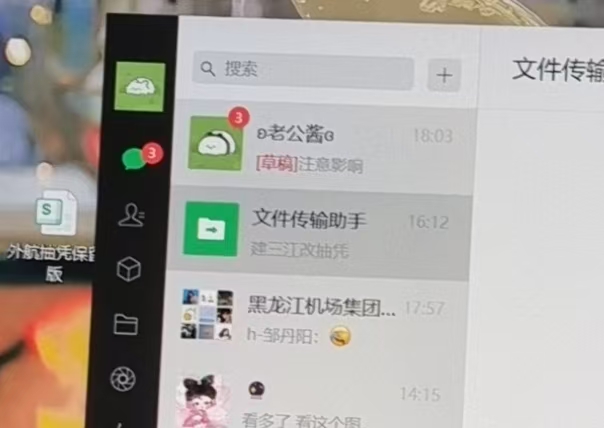 搜索
文件传输
3
ʚ老公酱ɞ
18:03
[草稿]注意影响
3
文件传输助手
16:12
建三江改抽凭
S
外航抽凭保留
版
黑龙江机场集团...
17:57
h-邹丹阳:
14:15
看多了 看这个图